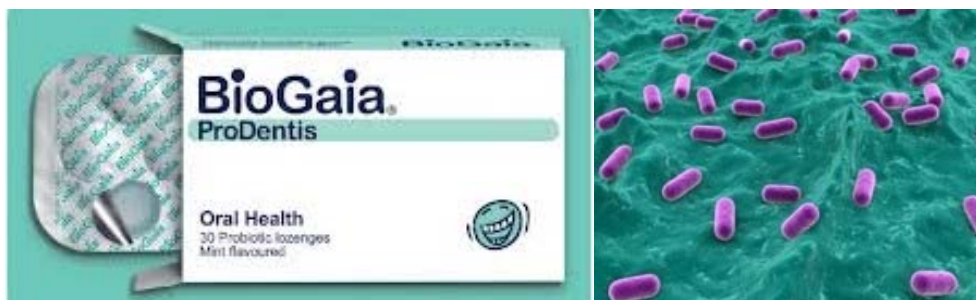 BioGaia
BioGaia®
ProDentis
Oral Health
30 Probiotic lozenges
Mint flavoured